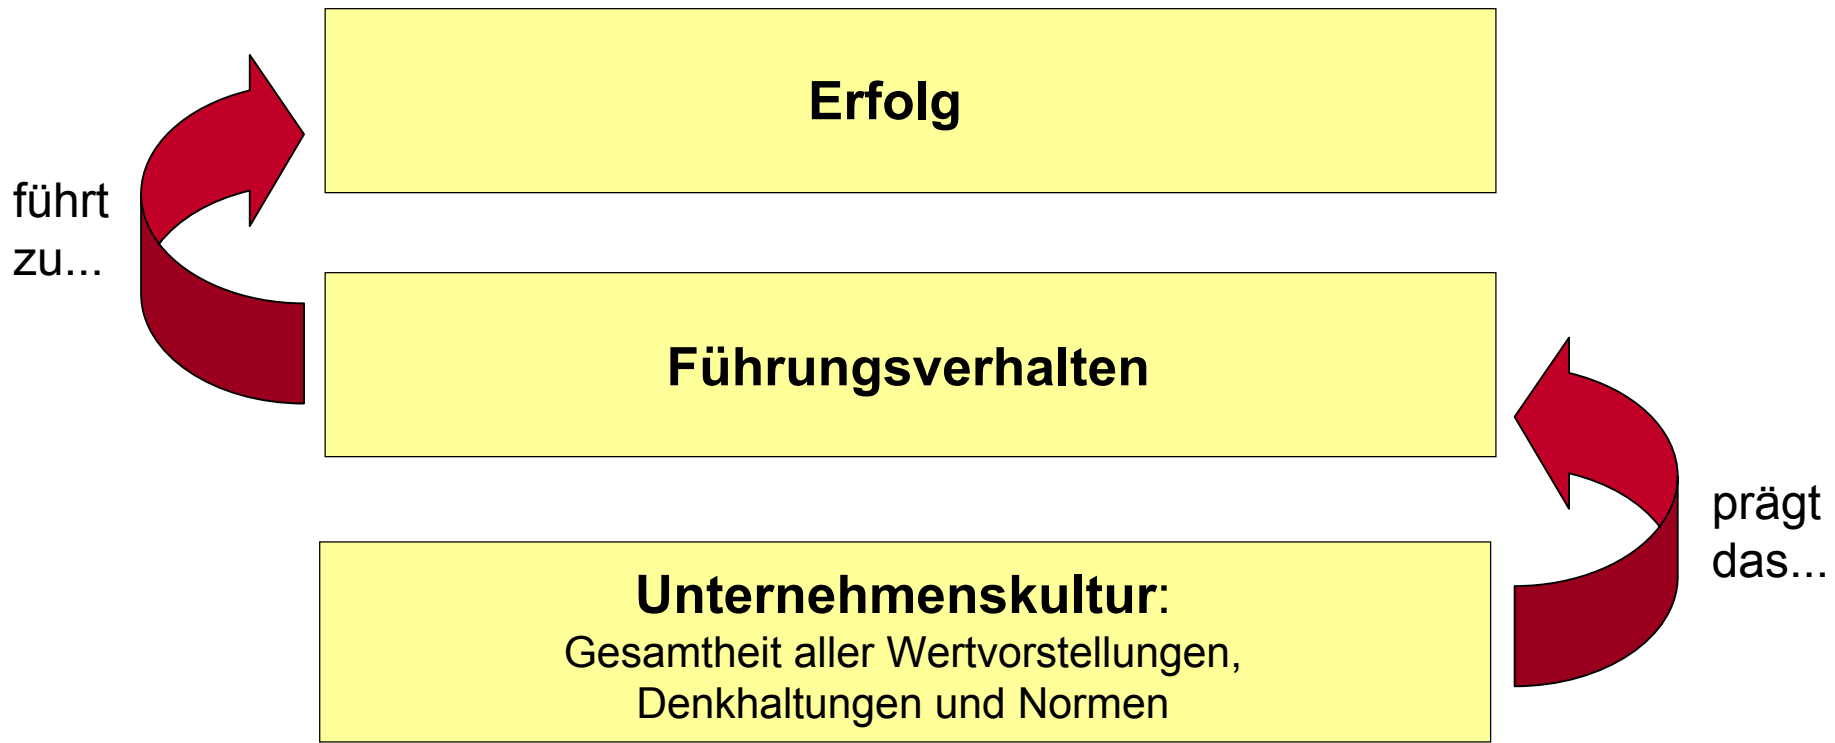 Erfolg
führt
zu...
Führungsverhalten
prägt
das...
Unternehmenskultur:
Gesamtheit aller Wertvorstellungen,
Denkhaltungen und Normen